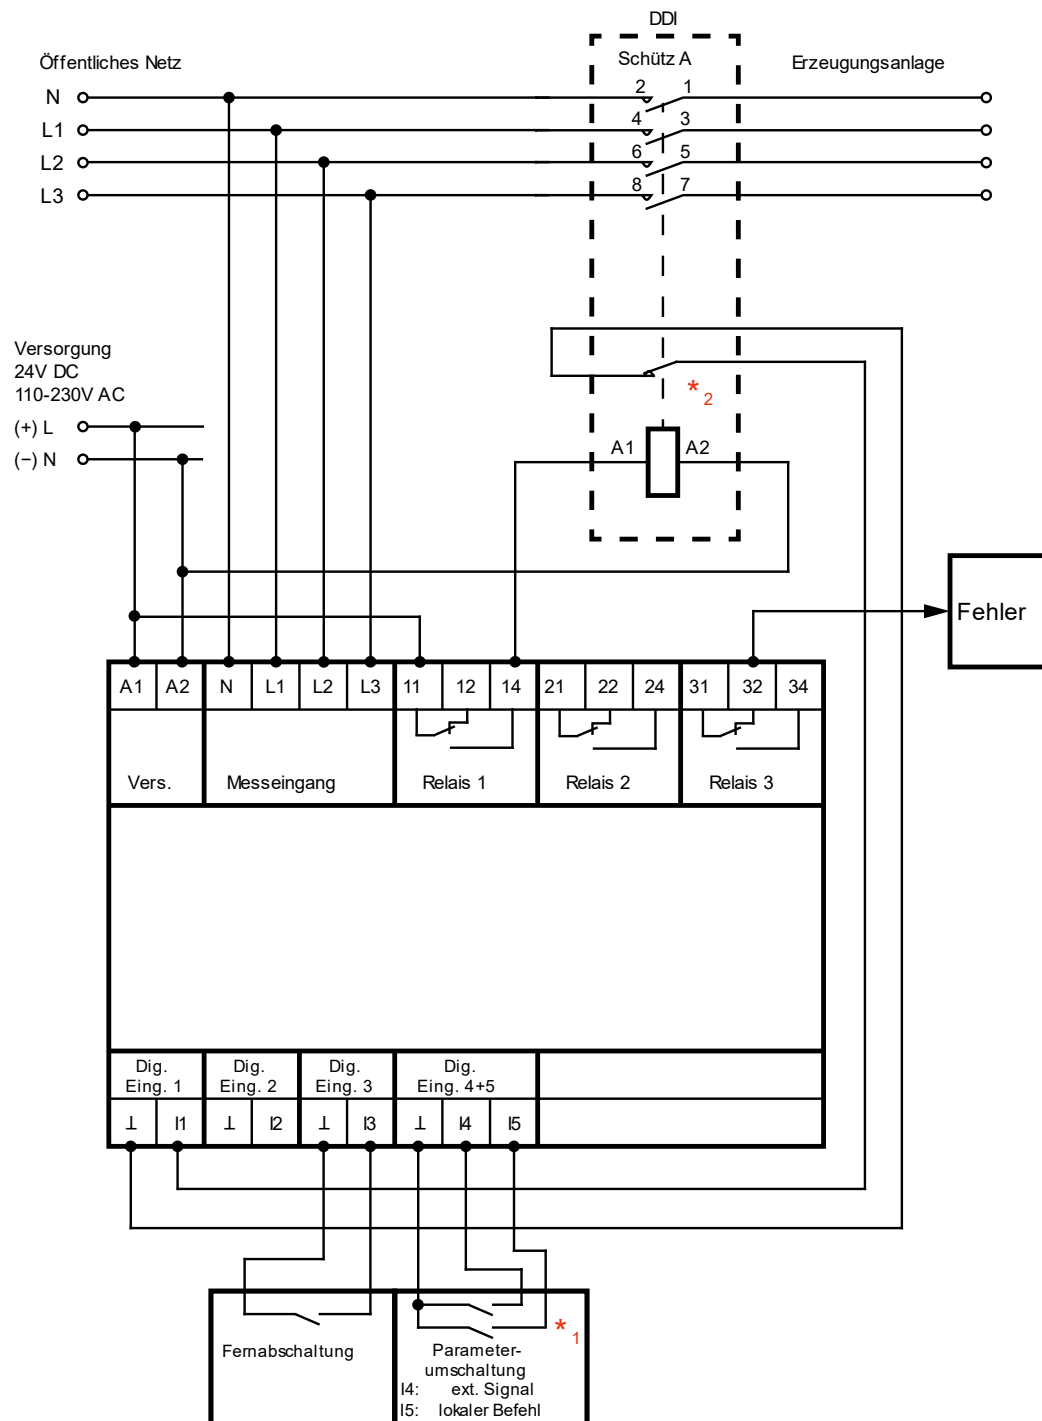 DDI
Öffentliches Netz
Schütz A
Erzeugungsanlage
N
2 1
L1
4 3
L2
6 5
L3
8 7
Versorgung
24V DC
110-230V AC
(+) L
(−) N
* 2
A1 A2
Fehler
A1 A2 N L1 L2 L3 11 12 14 21 22 24 31 32 34
Vers. Messeingang Relais 1 Relais 2 Relais 3
Dig. Eing. 1
Dig. Eing. 2
Dig. Eing. 3
Dig. Eing. 4+5
⊥ I1 ⊥ I2 ⊥ I3 ⊥ I4 I5
* 1
Fernabschaltung
Parameter-
umschaltung
I4: ext. Signal
I5: lokaler Befehl